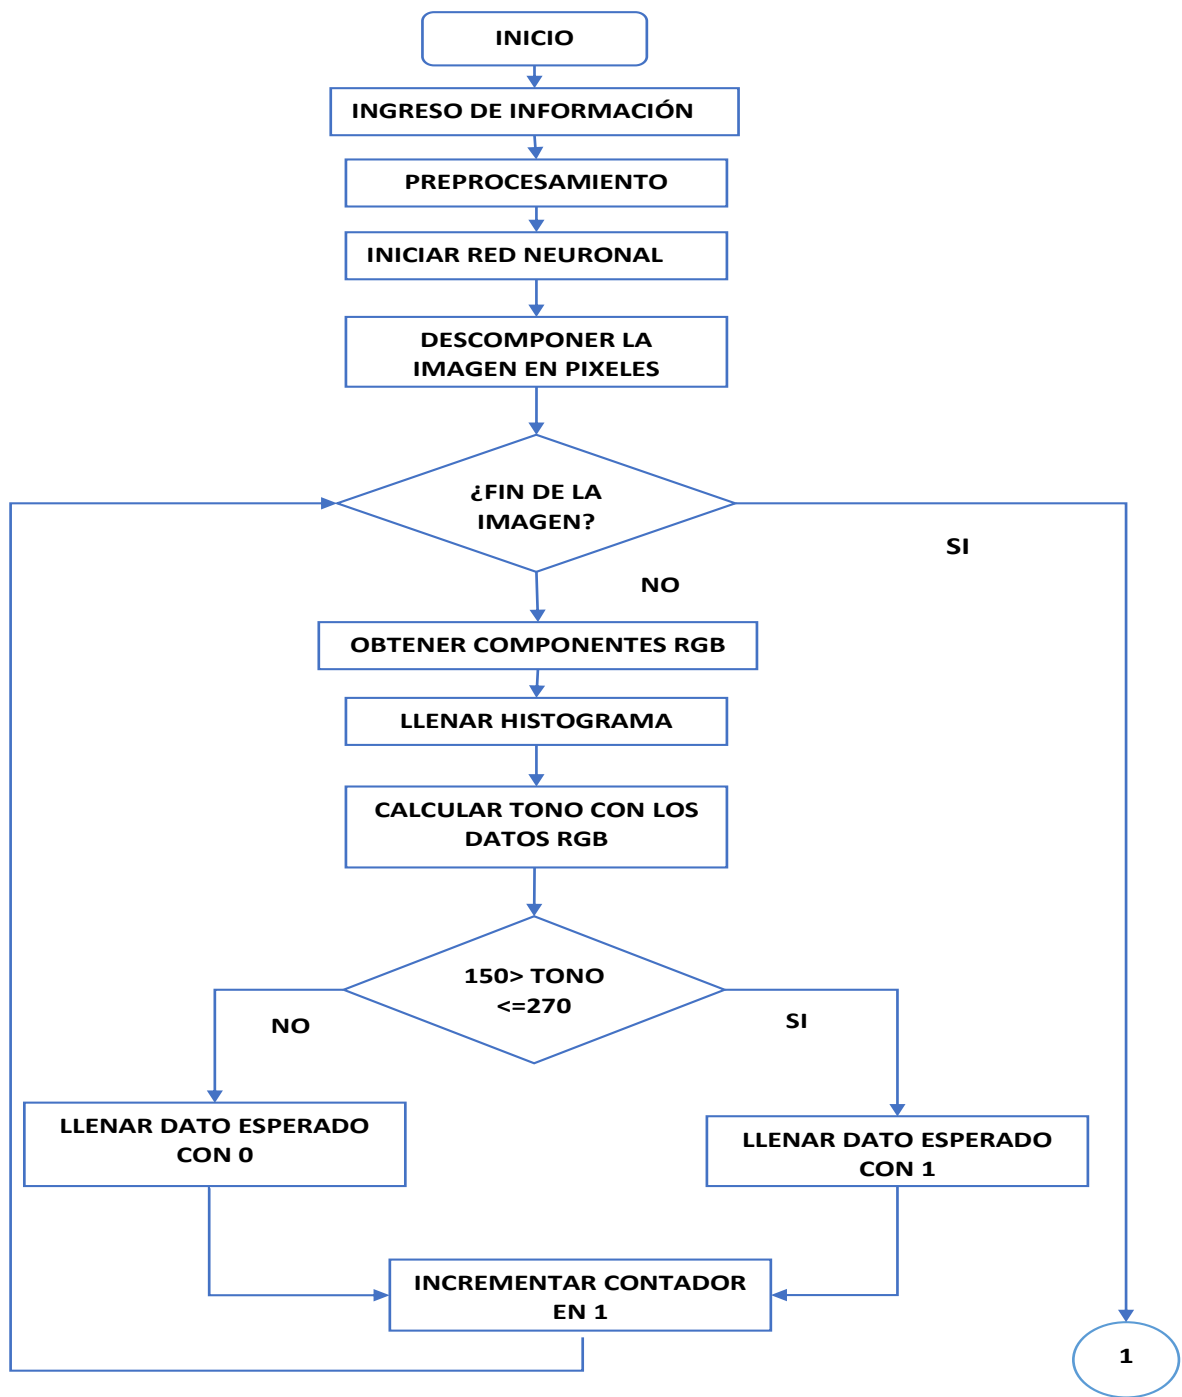 INICIO
INGRESO DE INFORMACIÓN
PREPROCESAMIENTO
INICIAR RED NEURONAL
DESCOMPONER LA
IMAGEN EN PIXELES
¿FIN DE LA
IMAGEN?
SI
NO
OBTENER COMPONENTES RGB
LLENAR HISTOGRAMA
CALCULAR TONO CON LOS
DATOS RGB
150> TONO
<=270
NO
SI
LLENAR DATO ESPERADO
CON 0
LLENAR DATO ESPERADO
CON 1
INCREMENTAR CONTADOR
EN 1
1